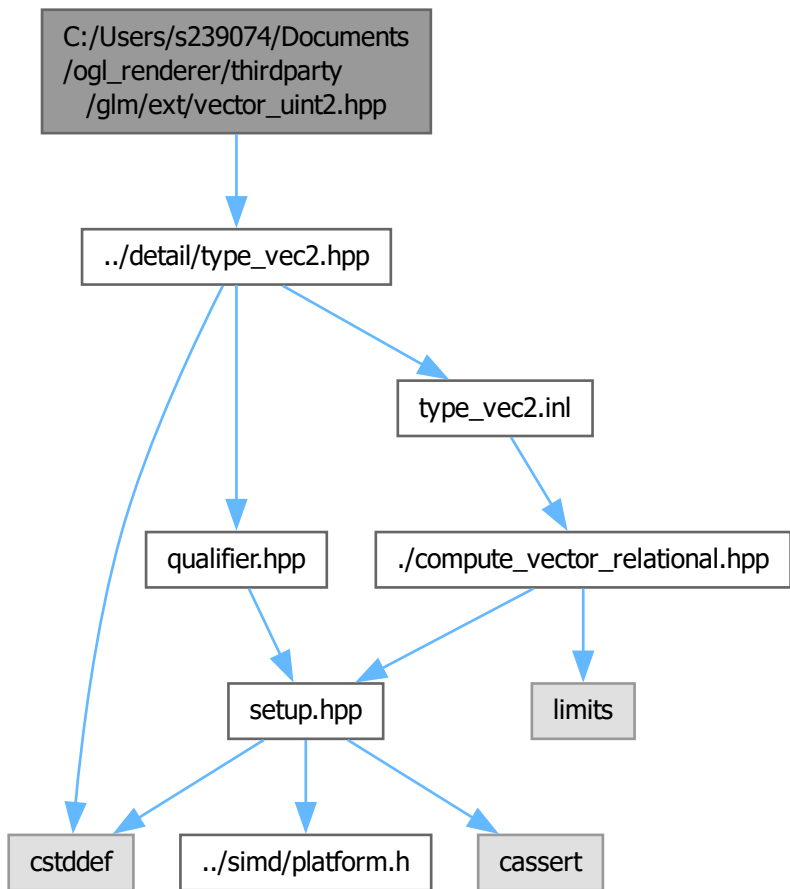 C:/Users/s239074/Documents
/ogl_renderer/thirdparty
/glm/ext/vector_uint2.hpp
../detail/type_vec2.hpp
type_vec2.inl
qualifier.hpp
./compute_vector_relational.hpp
setup.hpp
limits
cstddef
../simd/platform.h
cassert